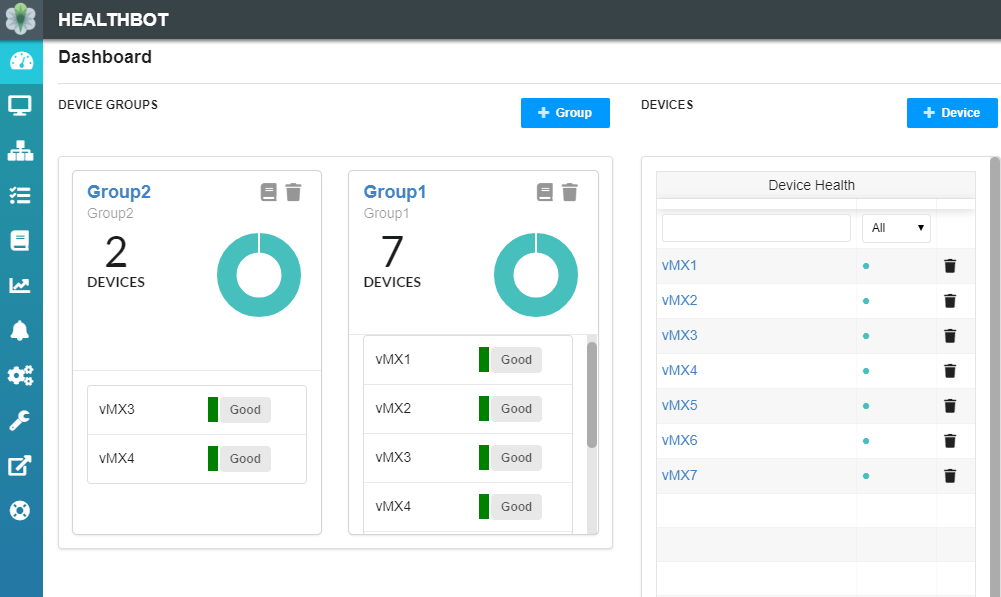 HEALTHBOT
Dashboard
DEVICE GROUPS
+ Group
DEVICES
+ Device
Group2
Group2
2
DEVICES
vMX3 Good
vMX4 Good
Group1
Group1
7
DEVICES
vMX1 Good
vMX2 Good
vMX3 Good
vMX4 Good
Device Health
All
vMX1
vMX2
vMX3
vMX4
vMX5
vMX6
vMX7